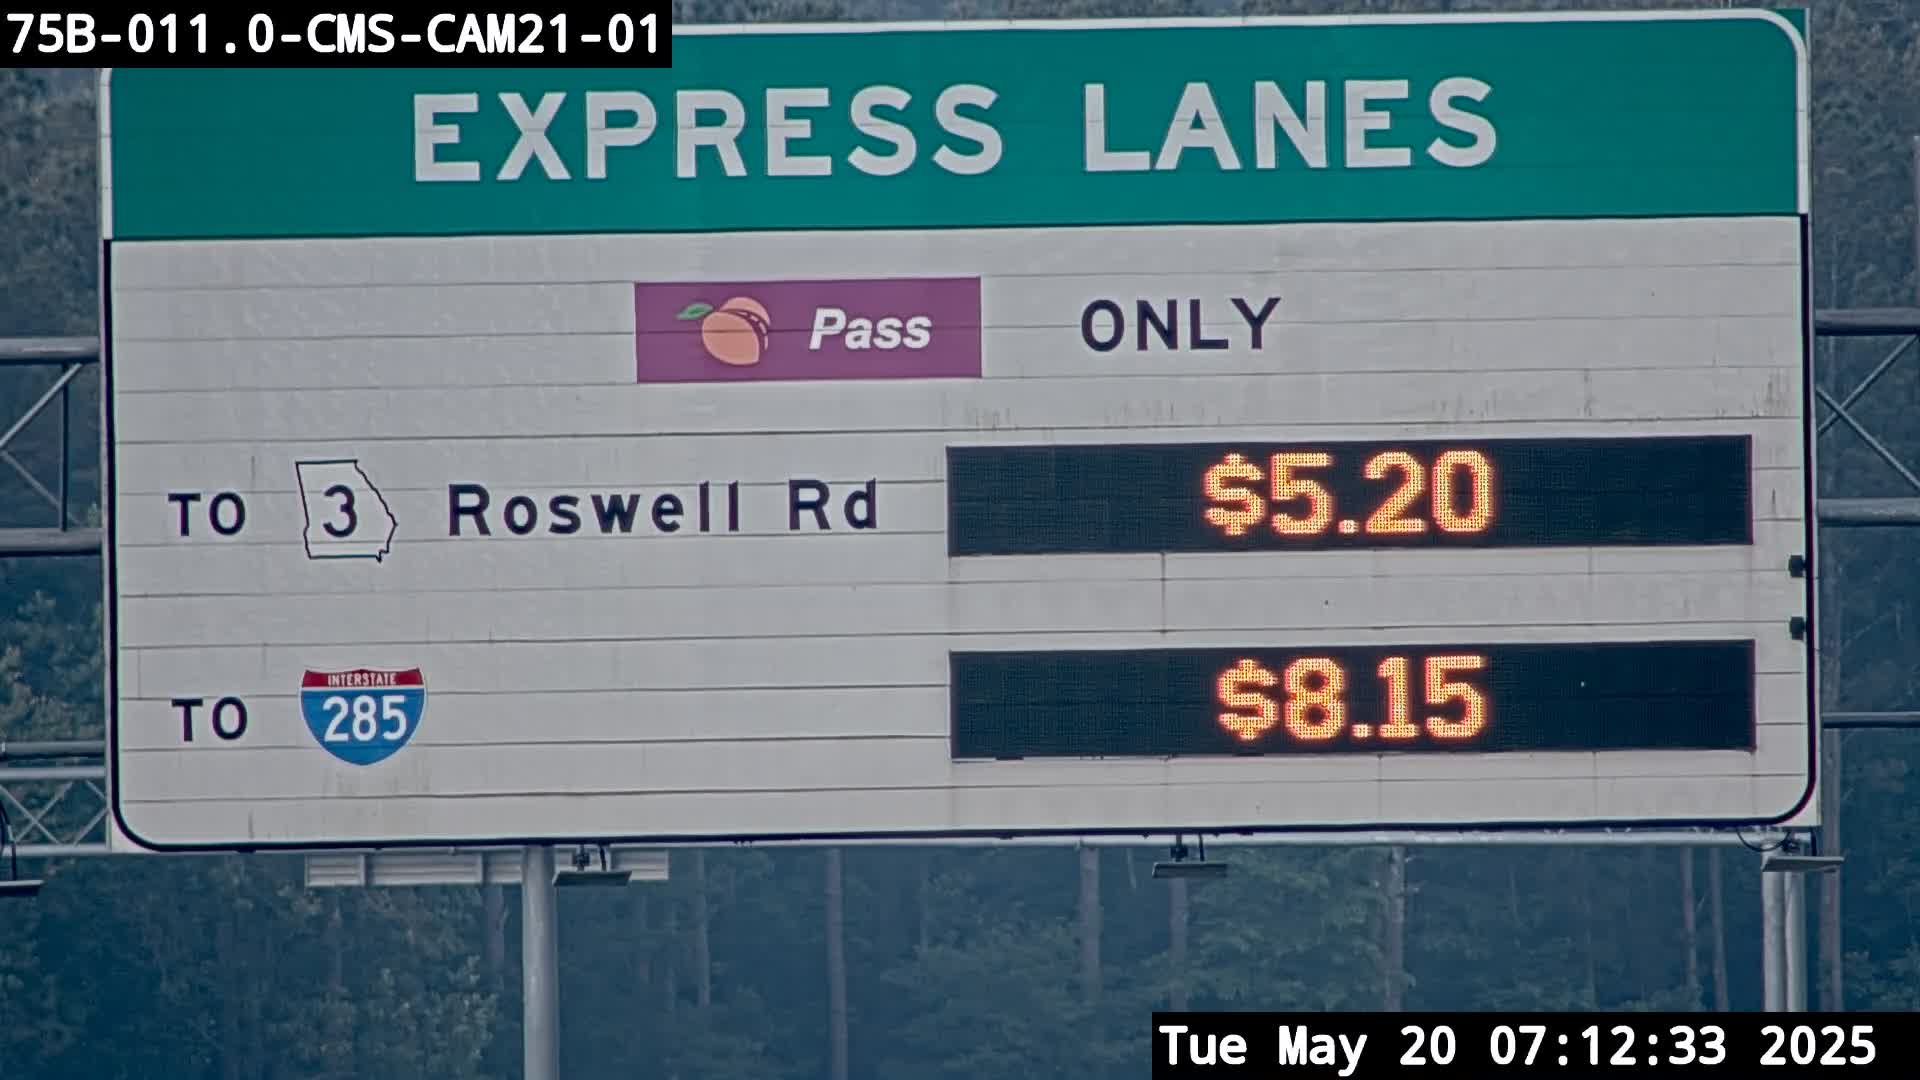 75B-011.0-CMS-CAM21-01
EXPRESS LANES
Pass ONLY
TO 3 Roswell Rd $5.20
TO INTERSTATE 285 $8.15
Tue May 20 07:12:33 2025